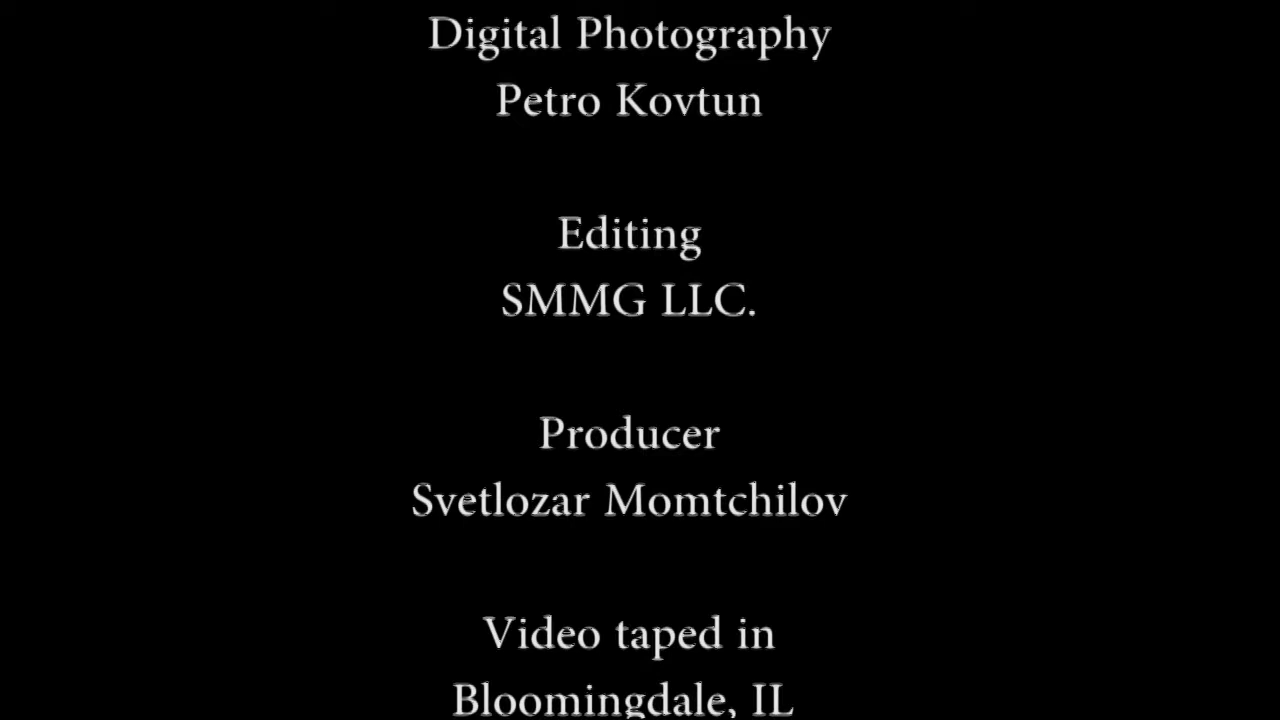 Digital Photography
Petro Kovtun
Editing
SMMG LLC.
Producer
Svetlozar Momtchilov
Video taped in
Bloomingdale, IL